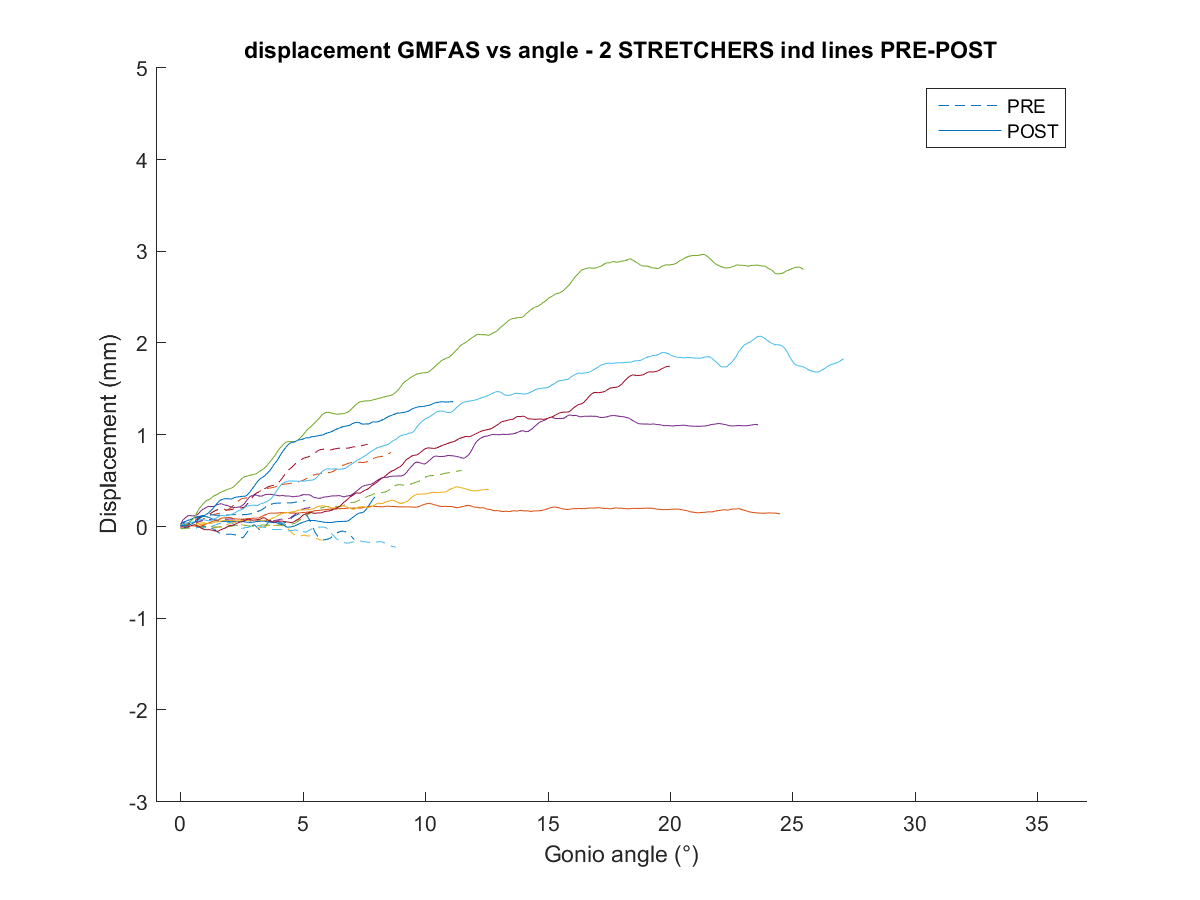 displacement GMFAS vs angle - 2 STRETCHERS ind lines PRE-POST
PRE
POST
5
4
3
2
1
0
-1
-2
-3
Displacement (mm)
0 5 10 15 20 25 30 35
Gonio angle (°)